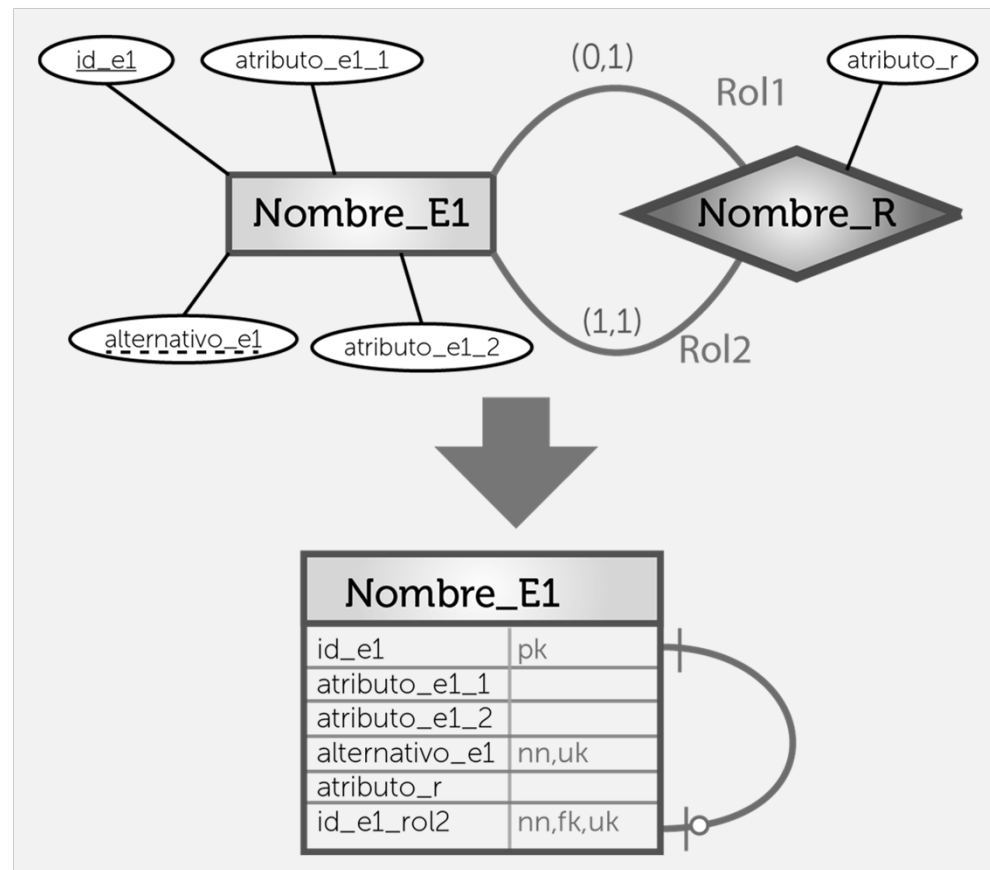 id_e1
atributo_e1_1
(0,1)
Rol1
atributo_r
Nombre_E1
Nombre_R
alternativo_e1
atributo_e1_2
(1,1)
Rol2
Nombre_E1
id_e1 pk
atributo_e1_1
atributo_e1_2
alternativo_e1 nn,uk
atributo_r
id_e1_rol2 nn,fk,uk